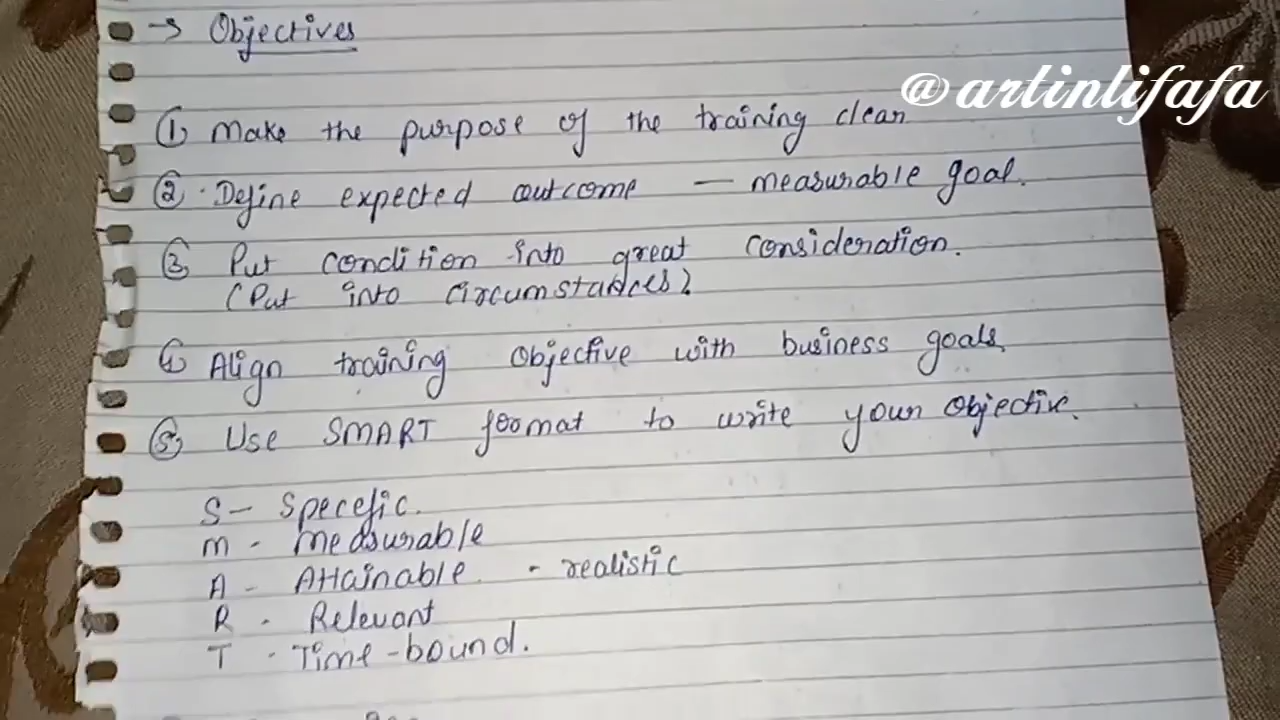 → Objectives
@artinlifafa
① Make the purpose of the training clear
② Define expected outcome — measurable goal.
③ Put condition into great consideration.
(Put into circumstances)
④ Align training objective with business goals.
⑤ Use SMART format to write your objective.
S - Specefic.
M - Measurable
A - Attainable - realistic
R - Relevant
T - Time-bound.